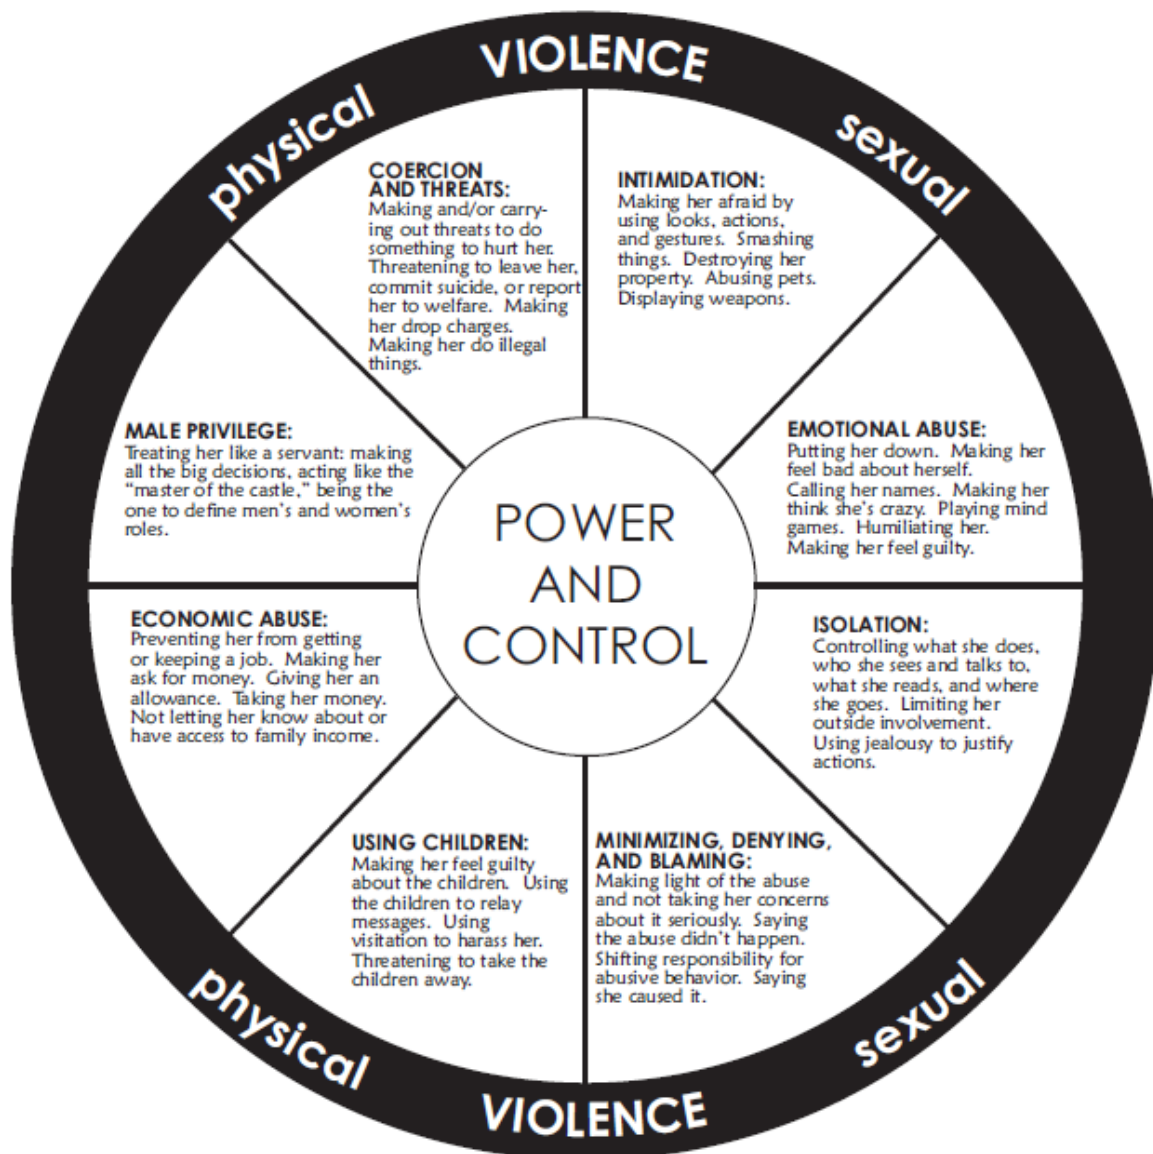 physical
VIOLENCE
sexual
COERCION
AND THREATS:
Making and/or carry-
ing out threats to do
something to hurt her.
Threatening to leave her,
commit suicide, or report
her to welfare. Making
her drop charges.
Making her do illegal
things.
INTIMIDATION:
Making her afraid by
using looks, actions,
and gestures. Smashing
things. Destroying her
property. Abusing pets.
Displaying weapons.
MALE PRIVILEGE:
Treating her like a servant: making
all the big decisions, acting like the
“master of the castle,” being the
one to define men’s and women’s
roles.
EMOTIONAL ABUSE:
Putting her down. Making her
feel bad about herself.
Calling her names. Making her
think she’s crazy. Playing mind
games. Humiliating her.
Making her feel guilty.
POWER
AND
CONTROL
ECONOMIC ABUSE:
Preventing her from getting
or keeping a job. Making her
ask for money. Giving her an
allowance. Taking her money.
Not letting her know about or
have access to family income.
ISOLATION:
Controlling what she does,
who she sees and talks to,
what she reads, and where
she goes. Limiting her
outside involvement.
Using jealousy to justify
actions.
USING CHILDREN:
Making her feel guilty
about the children. Using
the children to relay
messages. Using
visitation to harass her.
Threatening to take the
children away.
MINIMIZING, DENYING,
AND BLAMING:
Making light of the abuse
and not taking her concerns
about it seriously. Saying
the abuse didn’t happen.
Shifting responsibility for
abusive behavior. Saying
she caused it.
physical
VIOLENCE
sexual